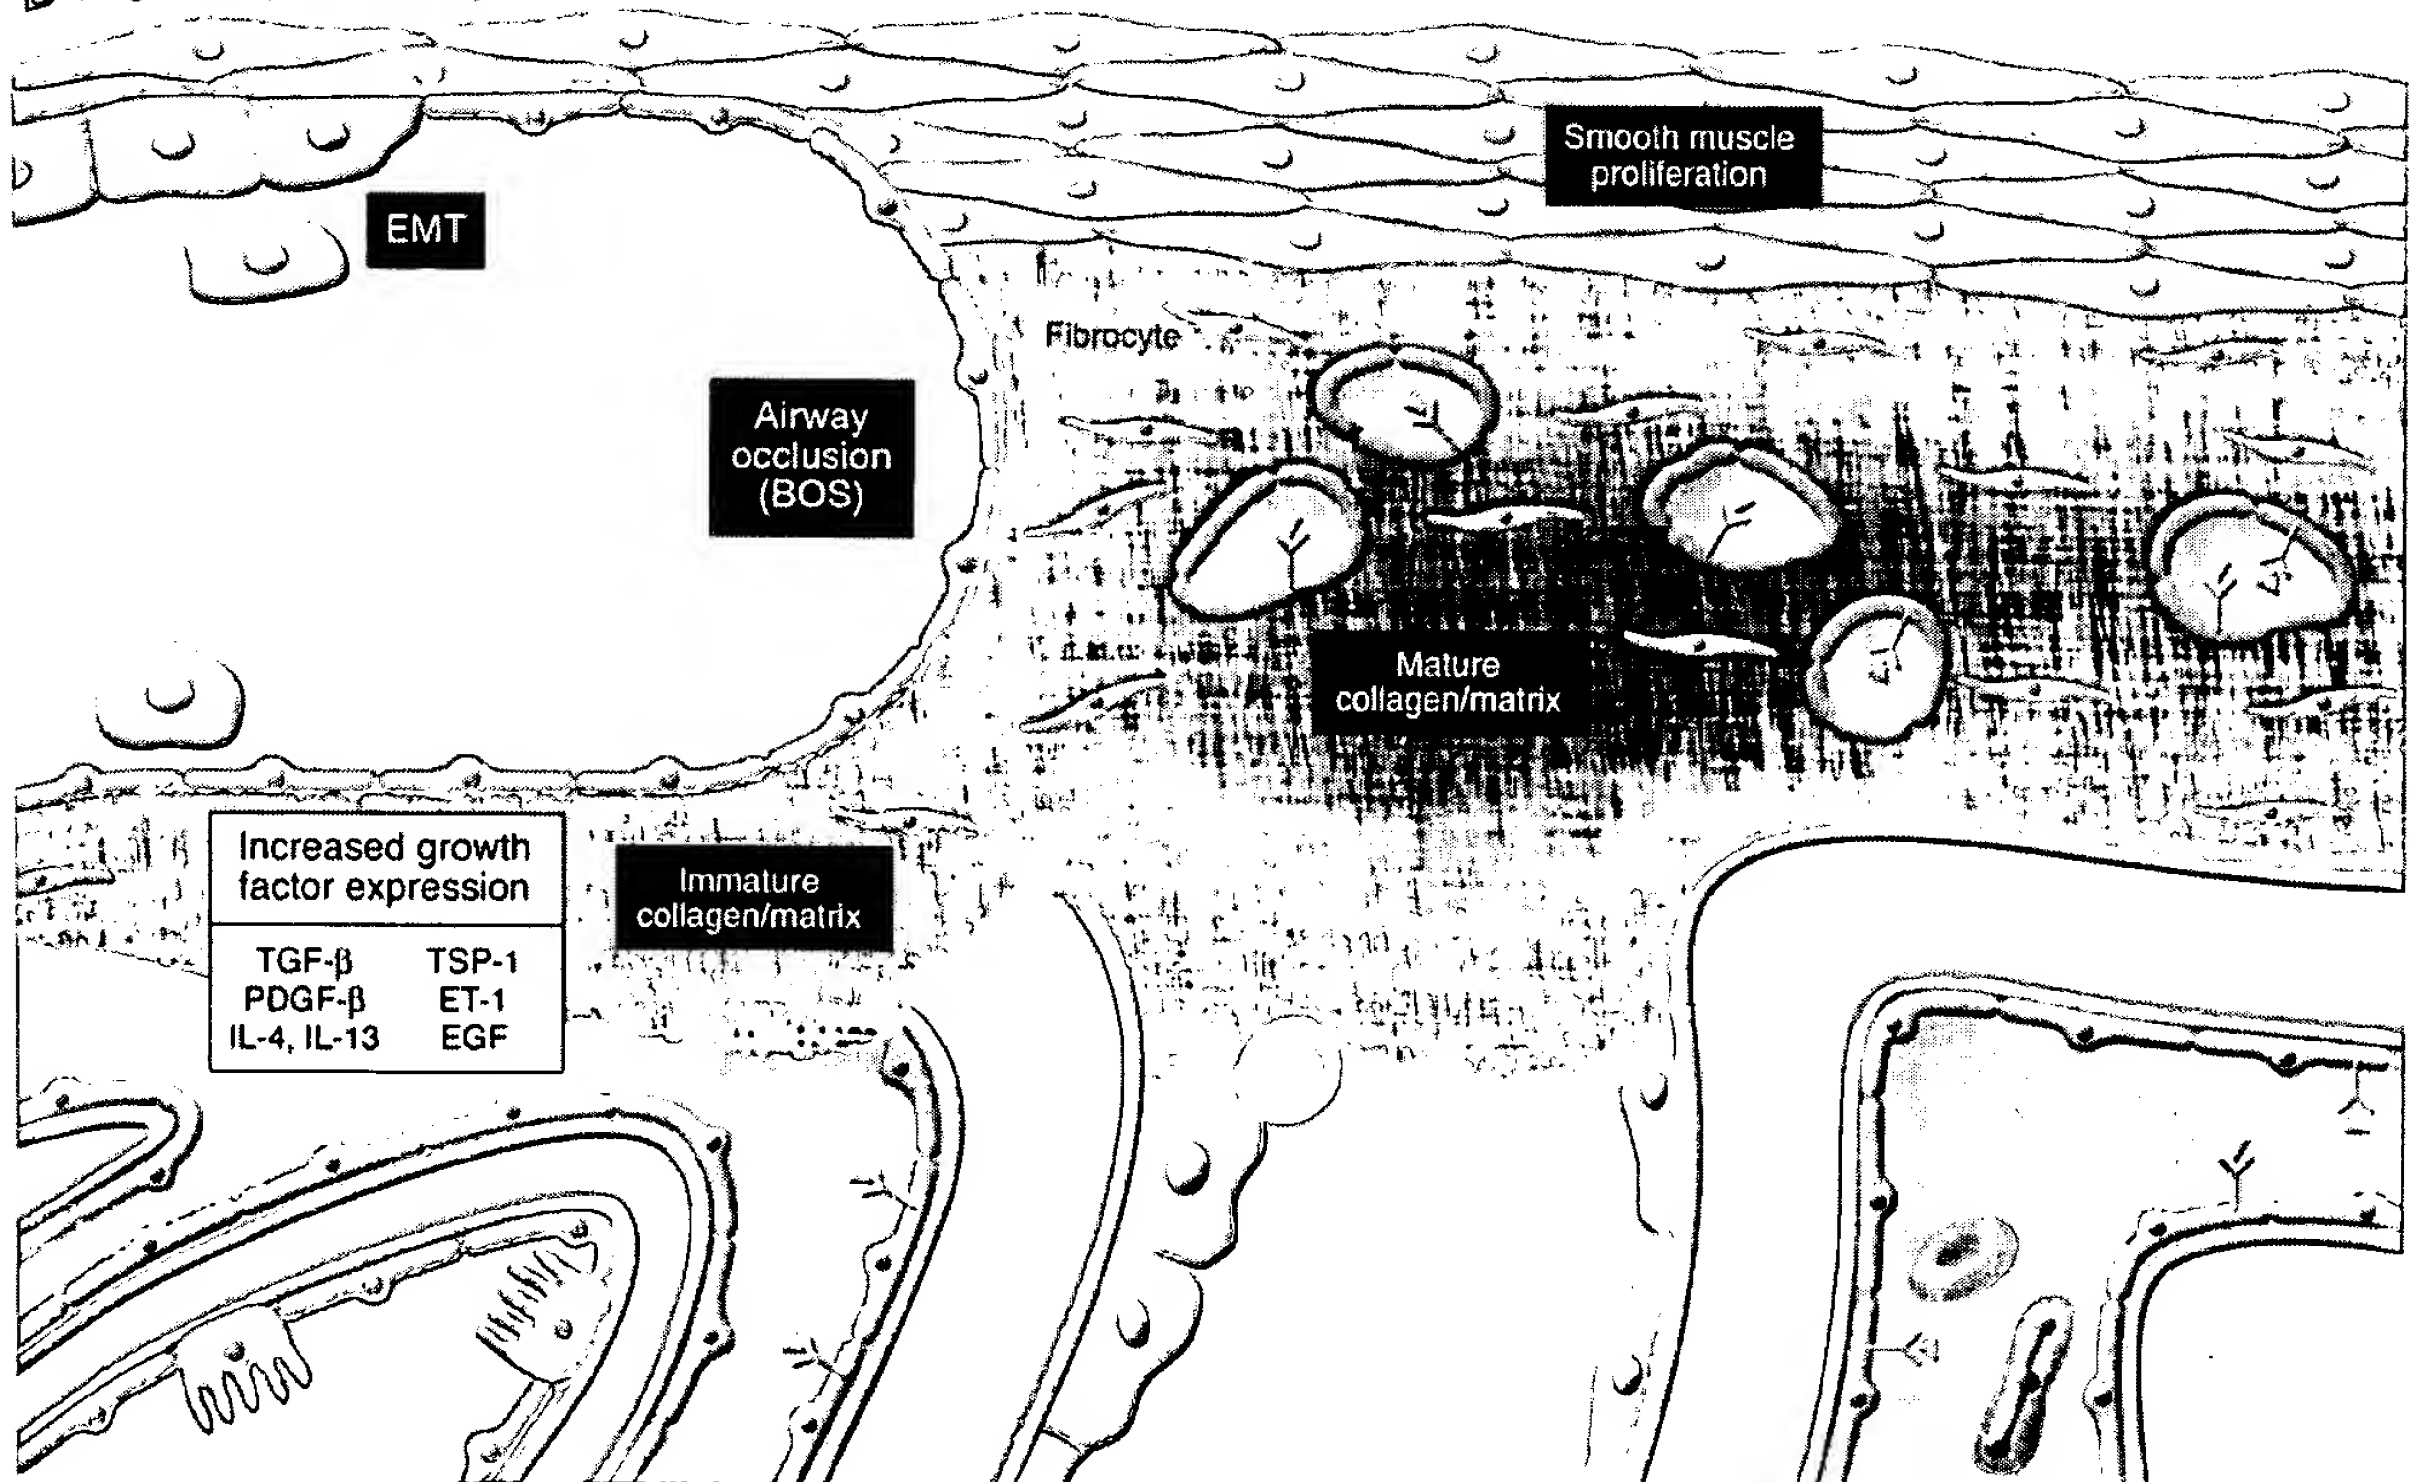 Smooth muscle
proliferation
EMT
Fibrocyte
Airway
occlusion
(BOS)
Mature
collagen/matrix
Increased growth
factor expression
TGF-β TSP-1
PDGF-β ET-1
IL-4, IL-13 EGF
Immature
collagen/matrix